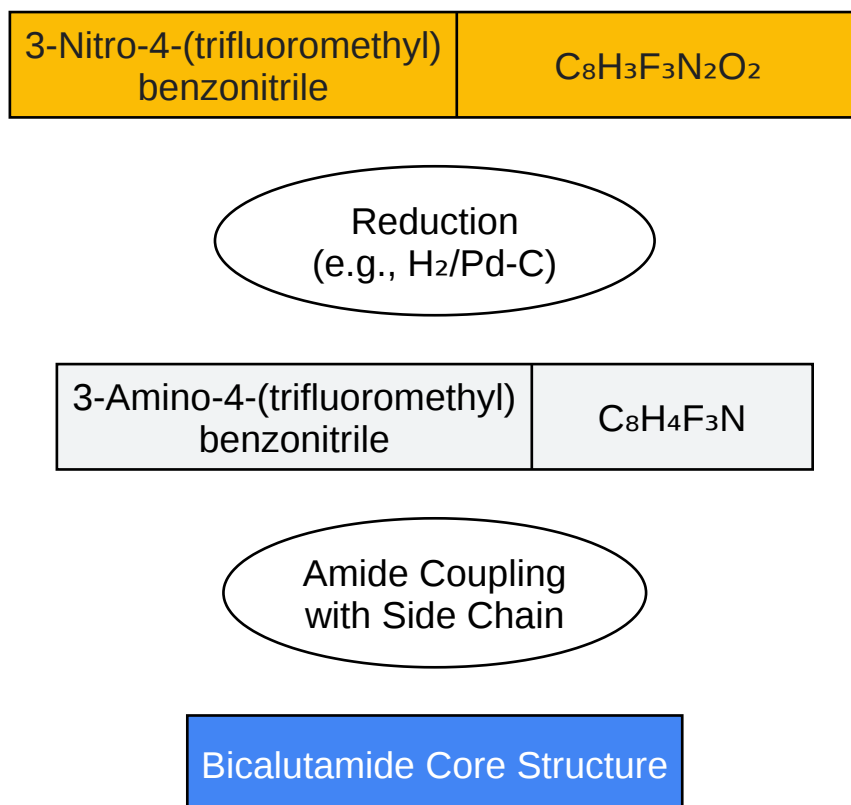 3-Nitro-4-(trifluoromethyl)
benzonitrile
C₈H₃F₃N₂O₂
Reduction
(e.g., H₂/Pd-C)
3-Amino-4-(trifluoromethyl)
benzonitrile
C₈H₄F₃N
Amide Coupling
with Side Chain
Bicalutamide Core Structure